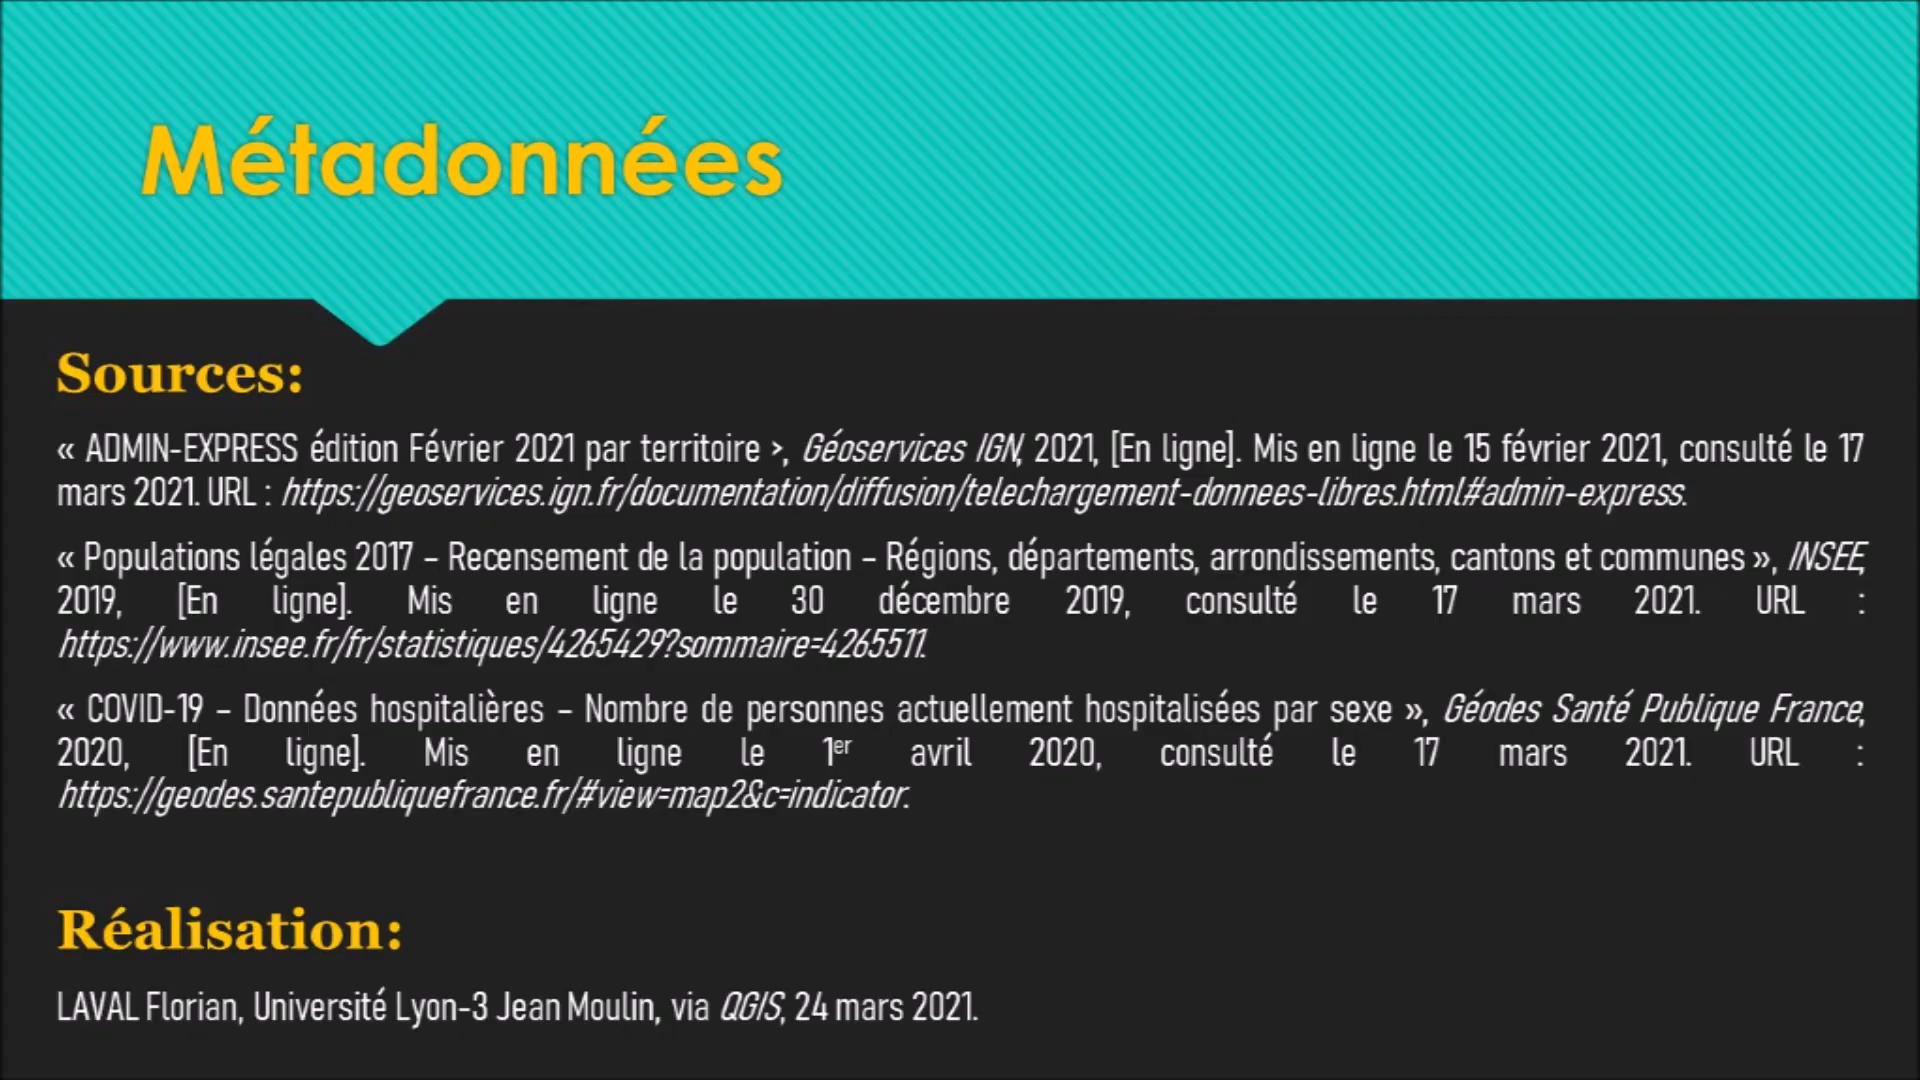 Métadonnées
Sources:
« ADMIN-EXPRESS édition Février 2021 par territoire >, Géoservices IGN, 2021, [En ligne]. Mis en ligne le 15 février 2021, consulté le 17
mars 2021. URL : https://geoservices.ign.fr/documentation/diffusion/telechargement-donnees-libres.html#admin-express.
« Populations légales 2017 – Recensement de la population – Régions, départements, arrondissements, cantons et communes », INSEE,
2019, [En ligne]. Mis en ligne le 30 décembre 2019, consulté le 17 mars 2021. URL :
https://www.insee.fr/fr/statistiques/4265429?sommaire=4265511.
« COVID-19 – Données hospitalières – Nombre de personnes actuellement hospitalisées par sexe », Géodes Santé Publique France,
2020, [En ligne]. Mis en ligne le 1er avril 2020, consulté le 17 mars 2021. URL :
https://geodes.santepubliquefrance.fr/#view=map2&c=indicator.
Réalisation:
LAVAL Florian, Université Lyon-3 Jean Moulin, via QGIS, 24 mars 2021.